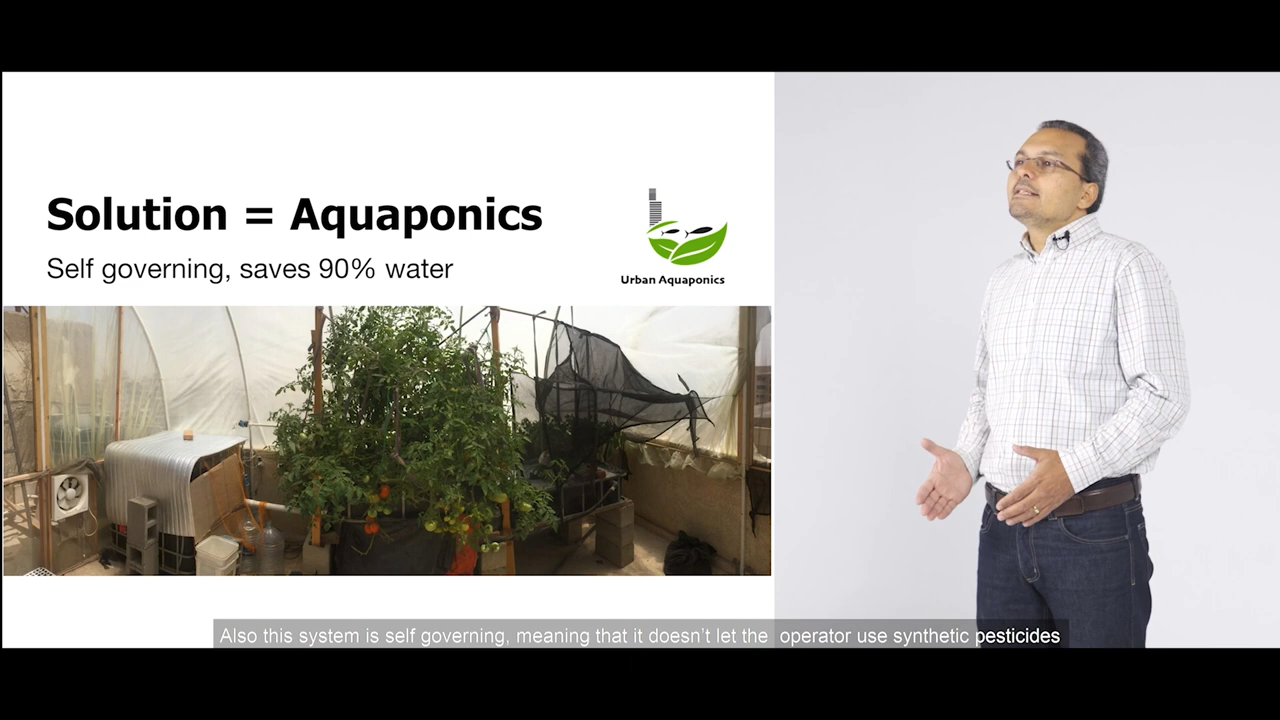 Solution = Aquaponics
Self governing, saves 90% water
Urban Aquaponics
Also this system is self governing, meaning that it doesn't let the operator use synthetic pesticides